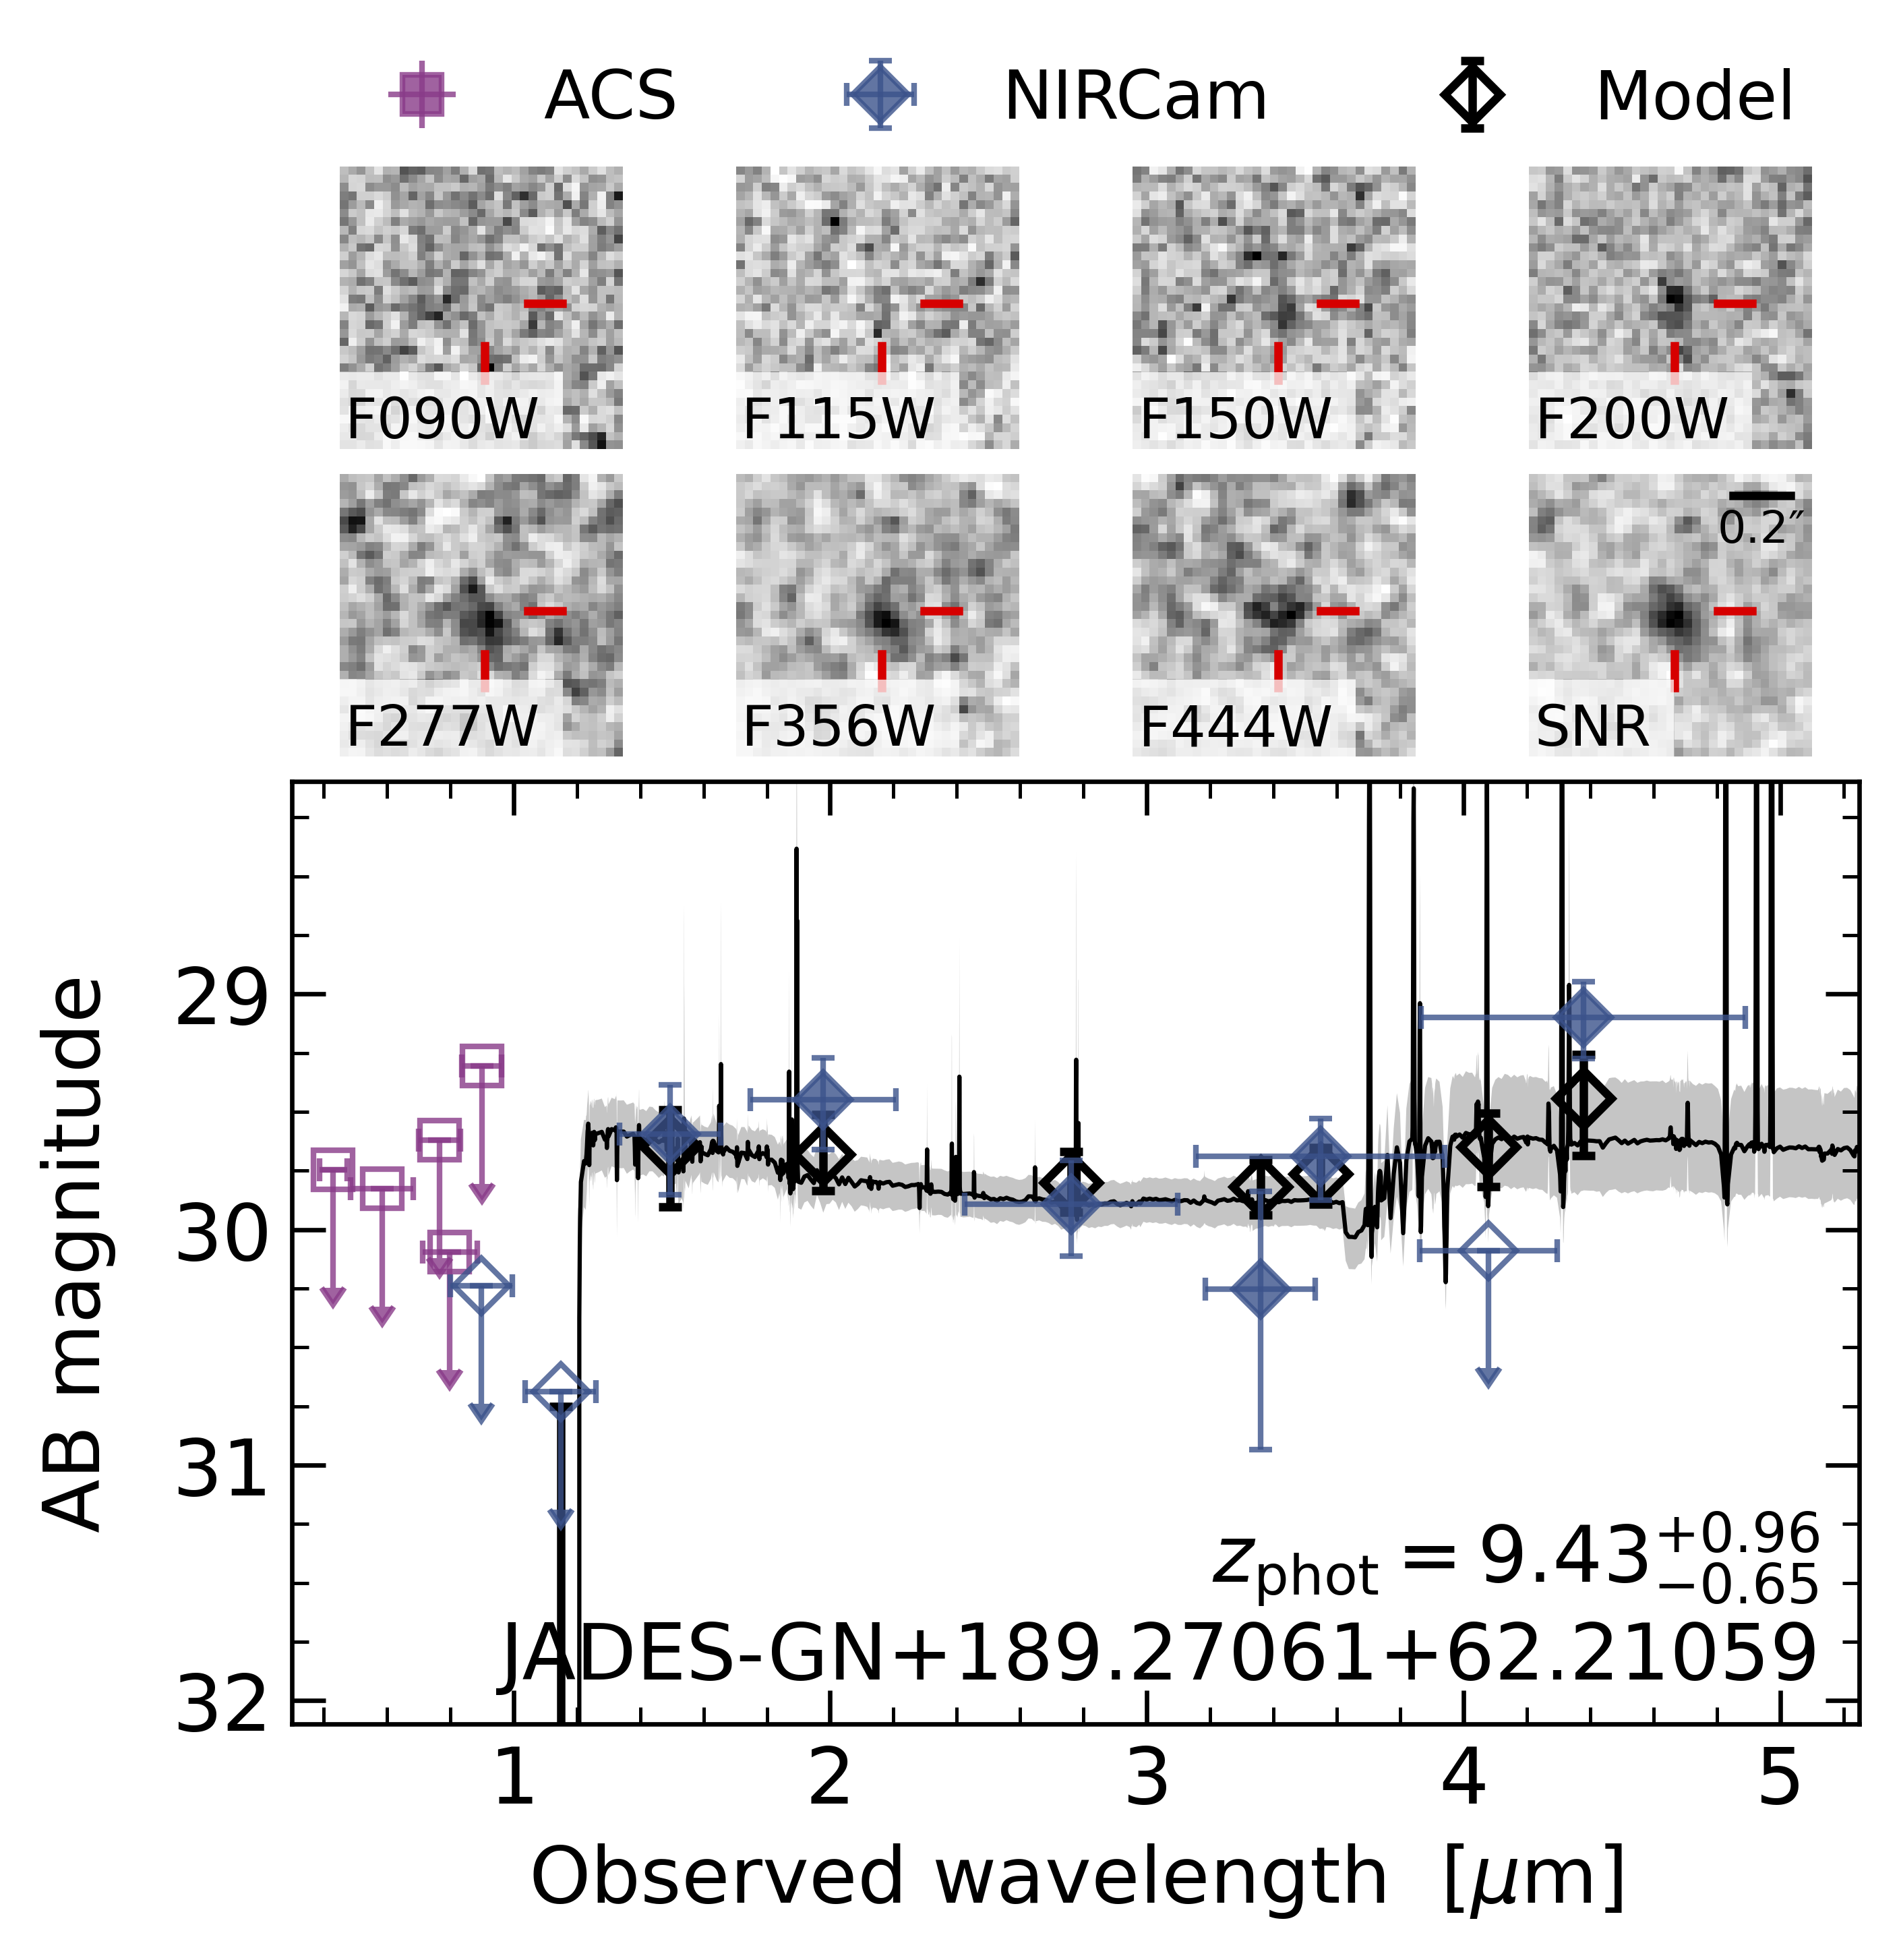 ACS NIRCam Model
F090W F115W F150W F200W
0.2″
F277W F356W F444W SNR
29
30
31
32
AB magnitude
z_phot = 9.43 +0.96 −0.65
JADES-GN+189.27061+62.21059
1 2 3 4 5
Observed wavelength [μm]